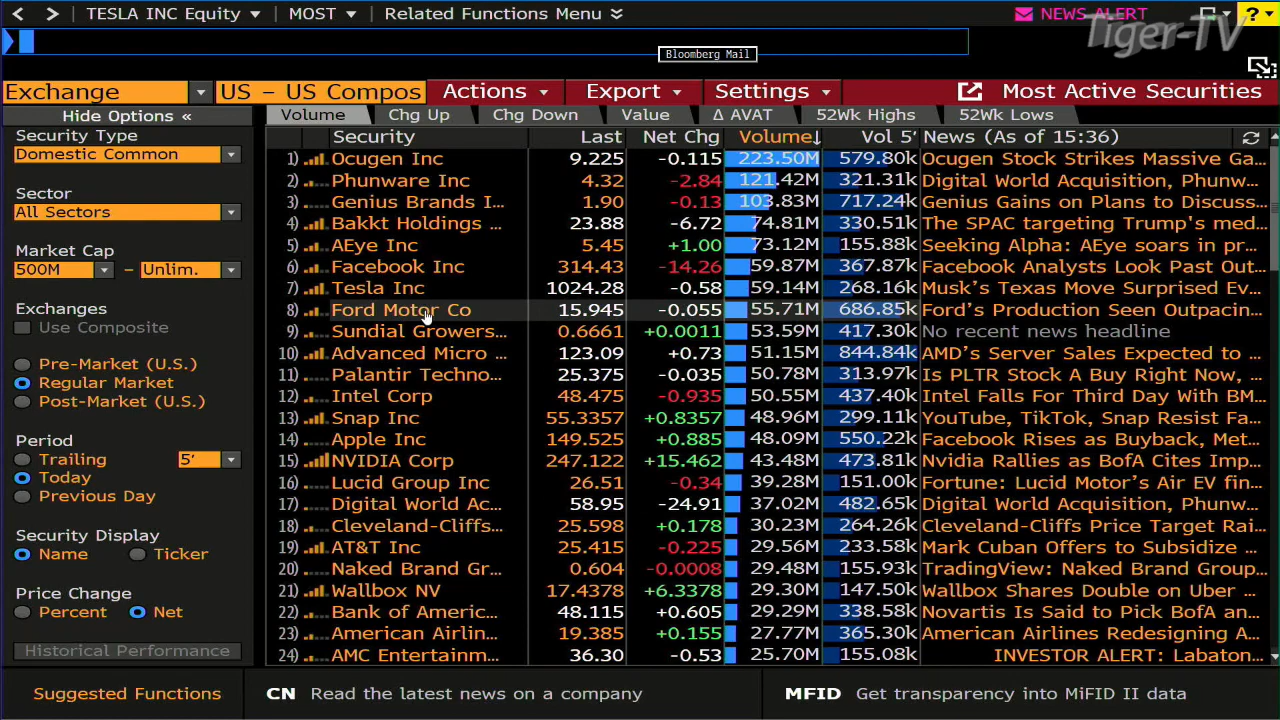 TESLA INC Equity MOST Related Functions Menu NEWS ALERT ?
Tiger-TV
Bloomberg Mail
Exchange US - US Compos Actions Export Settings Most Active Securities
Hide Options « Volume Chg Up Chg Down Value Δ AVAT 52Wk Highs 52Wk Lows
Security Type
Domestic Common
Sector
All Sectors
Market Cap
500M - Unlim.
Exchanges
Use Composite
Pre-Market (U.S.)
Regular Market
Post-Market (U.S.)
Period
Trailing 5'
Today
Previous Day
Security Display
Name Ticker
Price Change
Percent Net
Historical Performance
Security Last Net Chg Volume↓ Vol 5' News (As of 15:36)
1) Ocugen Inc 9.225 -0.115 223.50M 579.80k Ocugen Stock Strikes Massive Ga...
2) Phunware Inc 4.32 -2.84 121.42M 321.31k Digital World Acquisition, Phunw...
3) Genius Brands I... 1.90 -0.13 103.83M 717.24k Genius Gains on Plans to Discuss...
4) Bakkt Holdings ... 23.88 -6.72 74.81M 330.51k The SPAC targeting Trump's med...
5) AEye Inc 5.45 +1.00 73.12M 155.88k Seeking Alpha: AEye soars in pr...
6) Facebook Inc 314.43 -14.26 59.87M 367.87k Facebook Analysts Look Past Out...
7) Tesla Inc 1024.28 -0.58 59.14M 268.16k Musk's Texas Move Surprised Ev...
8) Ford Motor Co 15.945 -0.055 55.71M 686.85k Ford's Production Seen Outpacin...
9) Sundial Growers... 0.6661 +0.0011 53.59M 417.30k No recent news headline
10) Advanced Micro ... 123.09 +0.73 51.15M 844.84k AMD's Server Sales Expected to ...
11) Palantir Techno... 25.375 -0.035 50.78M 313.97k Is PLTR Stock A Buy Right Now, ...
12) Intel Corp 48.475 -0.935 50.55M 437.40k Intel Falls For Third Day With BM...
13) Snap Inc 55.3357 +0.8357 48.96M 299.11k YouTube, TikTok, Snap Resist Fa...
14) Apple Inc 149.525 +0.885 48.09M 550.22k Facebook Rises as Buyback, Met...
15) NVIDIA Corp 247.122 +15.462 43.48M 473.81k Nvidia Rallies as BofA Cites Imp...
16) Lucid Group Inc 26.51 -0.34 39.28M 151.00k Fortune: Lucid Motor's Air EV fin...
17) Digital World Ac... 58.95 -24.91 37.02M 482.65k Digital World Acquisition, Phunw...
18) Cleveland-Cliffs... 25.598 +0.178 30.23M 264.26k Cleveland-Cliffs Price Target Rai...
19) AT&T Inc 25.415 -0.225 29.56M 233.58k Mark Cuban Offers to Subsidize ...
20) Naked Brand Gr... 0.604 -0.0008 29.48M 155.93k TradingView: Naked Brand Group...
21) Wallbox NV 17.4378 +6.3378 29.30M 147.50k Wallbox Shares Double on Uber ...
22) Bank of Americ... 48.115 +0.605 29.29M 338.58k Novartis Is Said to Pick BofA an...
23) American Airlin... 19.385 +0.155 27.77M 365.30k American Airlines Redesigning A...
24) AMC Entertainm... 36.30 -0.53 25.70M 155.08k INVESTOR ALERT: Labaton...
Suggested Functions CN Read the latest news on a company MFID Get transparency into MiFID II data